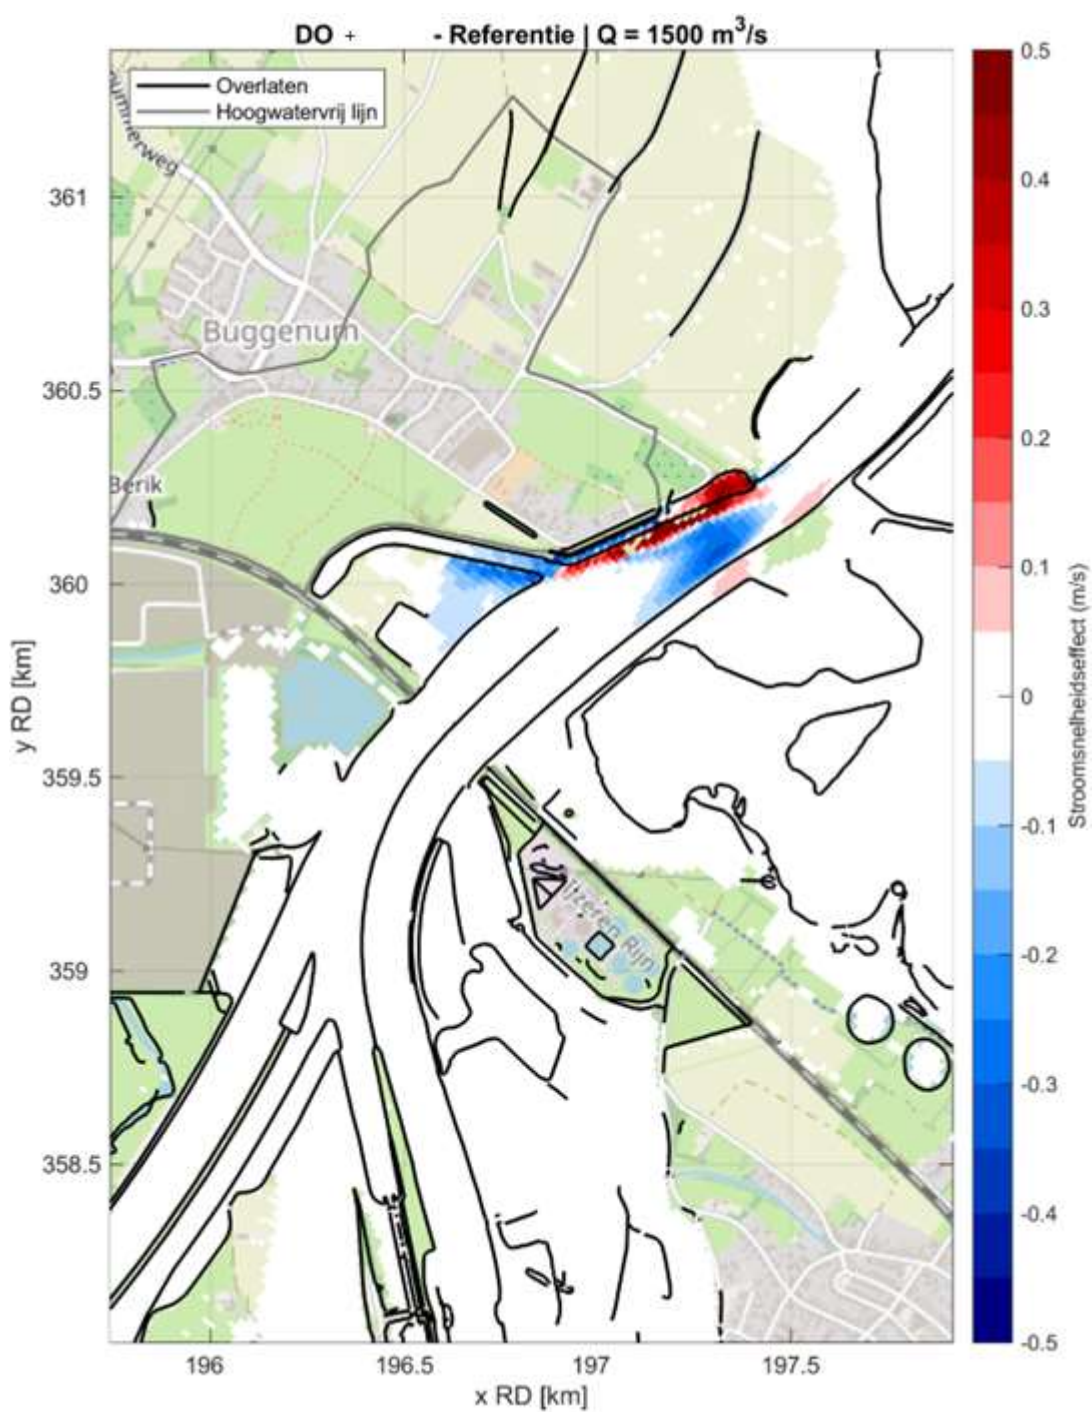 DO + - Referentie | Q = 1500 m³/s
Overlaten
Hoogwatervrij lijn
Buggenum
Berik
IJzeren Rijn
361
360.5
360
359.5
359
358.5
y RD [km]
196
196.5
197
197.5
x RD [km]
0.5
0.4
0.3
0.2
0.1
0
-0.1
-0.2
-0.3
-0.4
-0.5
Stroomsnelheidseffect (m/s)